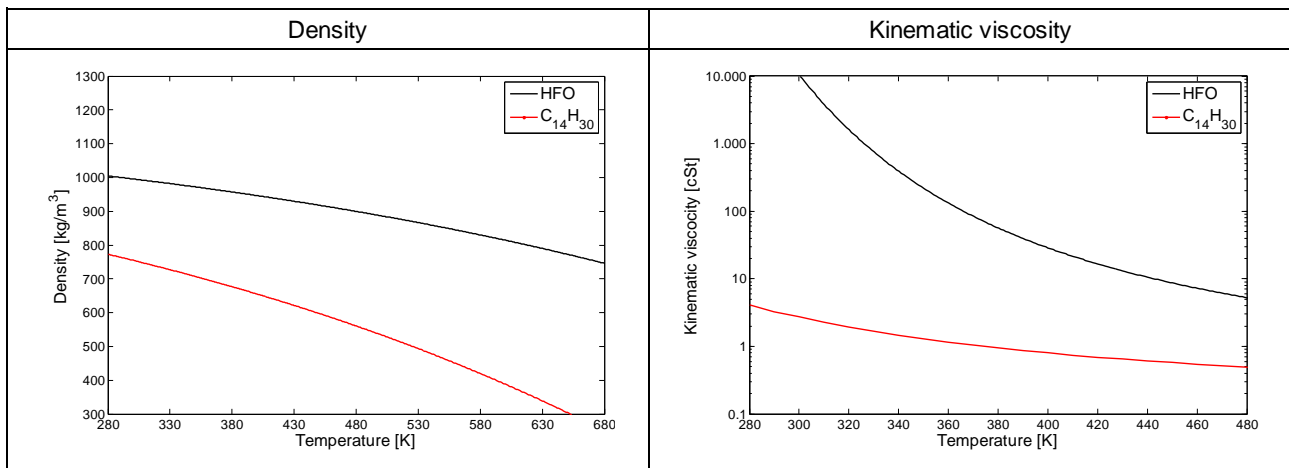 Density
Kinematic viscosity
1300
1200
1100
1000
900
800
700
600
500
400
300
Density [kg/m3]
280 330 380 430 480 530 580 630 680
Temperature [K]
HFO
C14H30
10.000
1.000
100
10
1
0.1
Kinematic viscocity [cSt]
280 300 320 340 360 380 400 420 440 460 480
Temperature [K]
HFO
C14H30